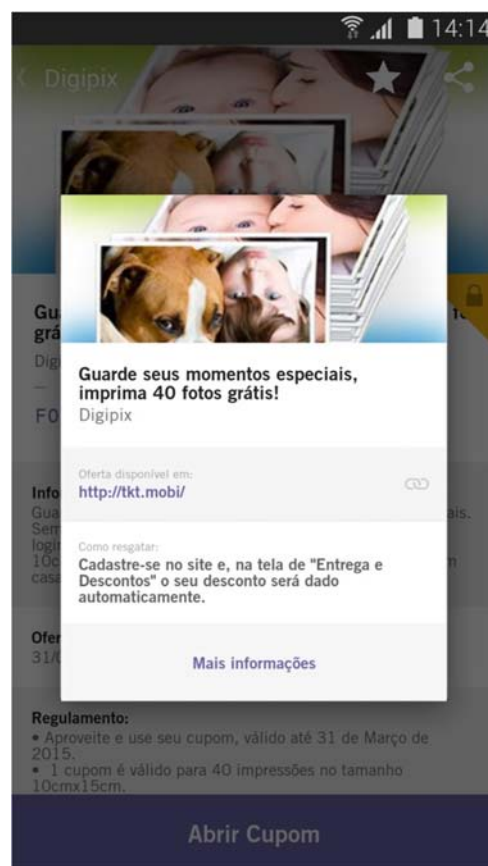 14:14
Digipix
Guarde seus momentos especiais,
imprima 40 fotos grátis!
Digipix
Oferta disponível em:
http://tkt.mobi/
Como resgatar:
Cadastre-se no site e, na tela de "Entrega e
Descontos" o seu desconto será dado
automaticamente.
Mais informações
Regulamento:
• Aproveite e use seu cupom, válido até 31 de Março de
2015.
• 1 cupom é válido para 40 impressões no tamanho
10cmx15cm.
Abrir Cupom